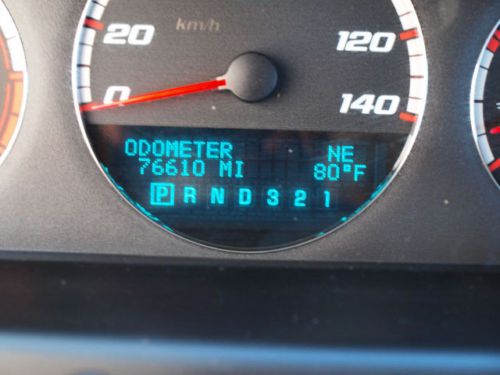 20 km/h 120
0 140
ODOMETER NE
76610 MI 80°F
P R N D 3 2 1